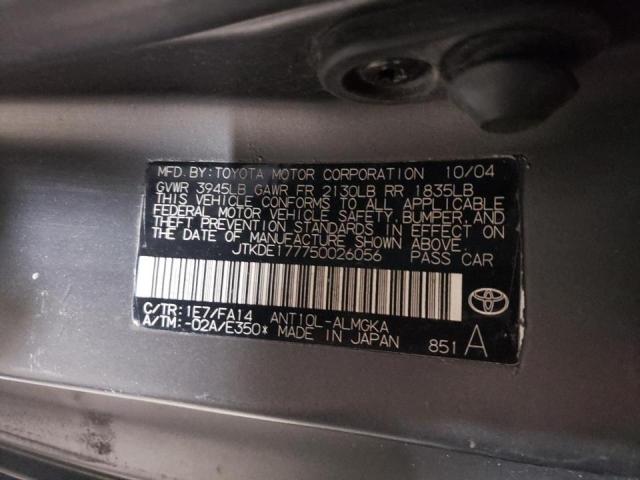 MFD. BY: TOYOTA MOTOR CORPORATION 10/04
GVWR 3945LB GAWR FR 2130LB RR 1835LB
THIS VEHICLE CONFORMS TO ALL APPLICABLE
FEDERAL MOTOR VEHICLE SAFETY, BUMPER, AND
THEFT PREVENTION STANDARDS IN EFFECT ON
THE DATE OF MANUFACTURE SHOWN ABOVE.
JTKDE177750026056 PASS CAR
C/TR: 1E7/FA14 ANT10L-ALMGKA
A/TM: -02A/E350* MADE IN JAPAN
851 A